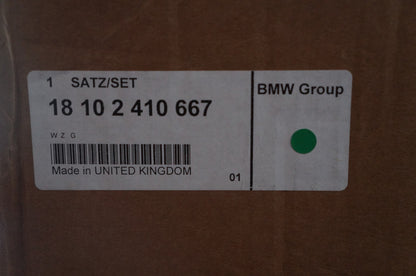 1 SATZ/SET
18 10 2 410 667
BMW Group
W Z G
Made in UNITED KINGDOM
01